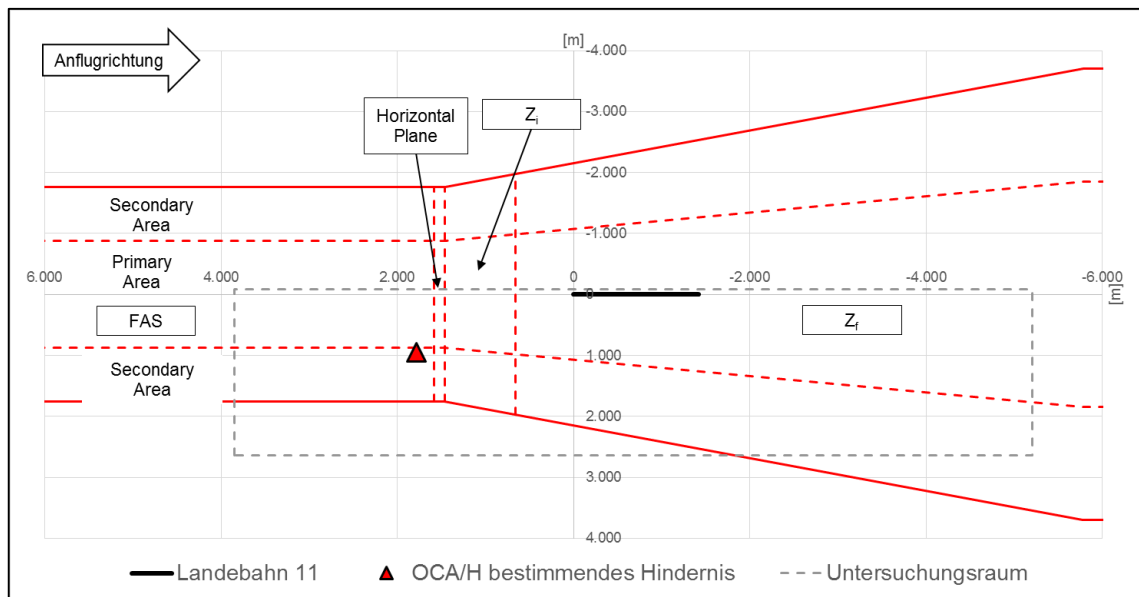 Anflugrichtung
[m]
-4.000
Horizontal
Plane
Zi
-3.000
-2.000
Secondary
Area
-1.000
Primary
Area
6.000 4.000 2.000 0 -2.000 -4.000 -6.000
0
[m]
FAS
Zf
1.000
Secondary
Area
2.000
3.000
4.000
Landebahn 11 OCA/H bestimmendes Hindernis Untersuchungsraum